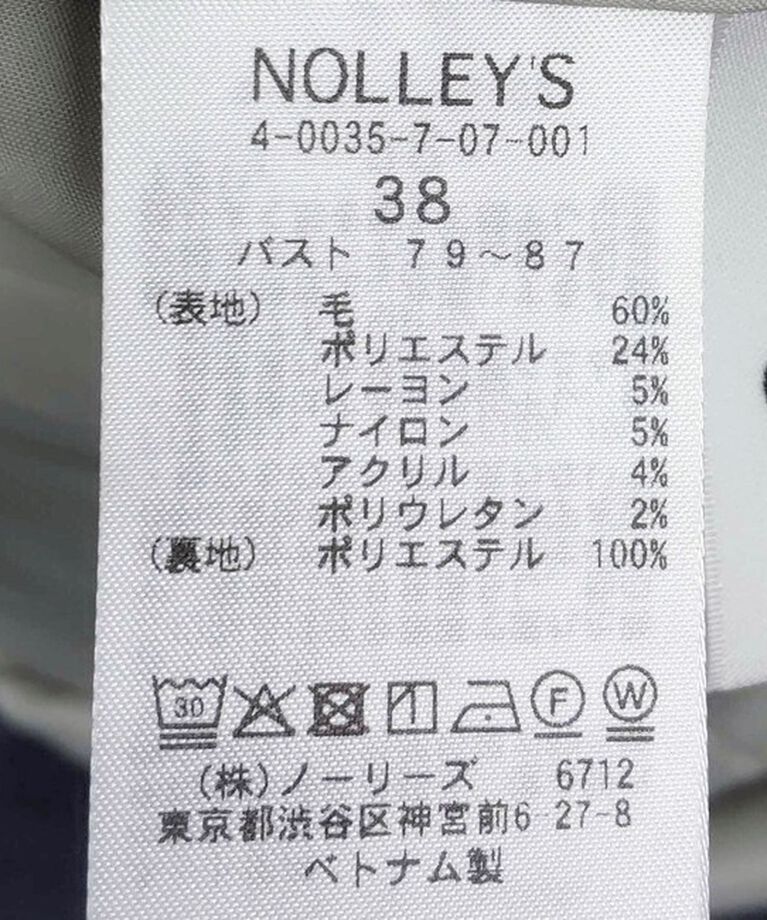 NOLLEY'S
4-0035-7-07-001
38
バスト 79~87
(表地) 毛 60%
ポリエステル 24%
レーヨン 5%
ナイロン 5%
アクリル 4%
ポリウレタン 2%
(裏地) ポリエステル 100%
30 F W
(株)ノーリーズ 6712
東京都渋谷区神宮前6-27-8
ベトナム製